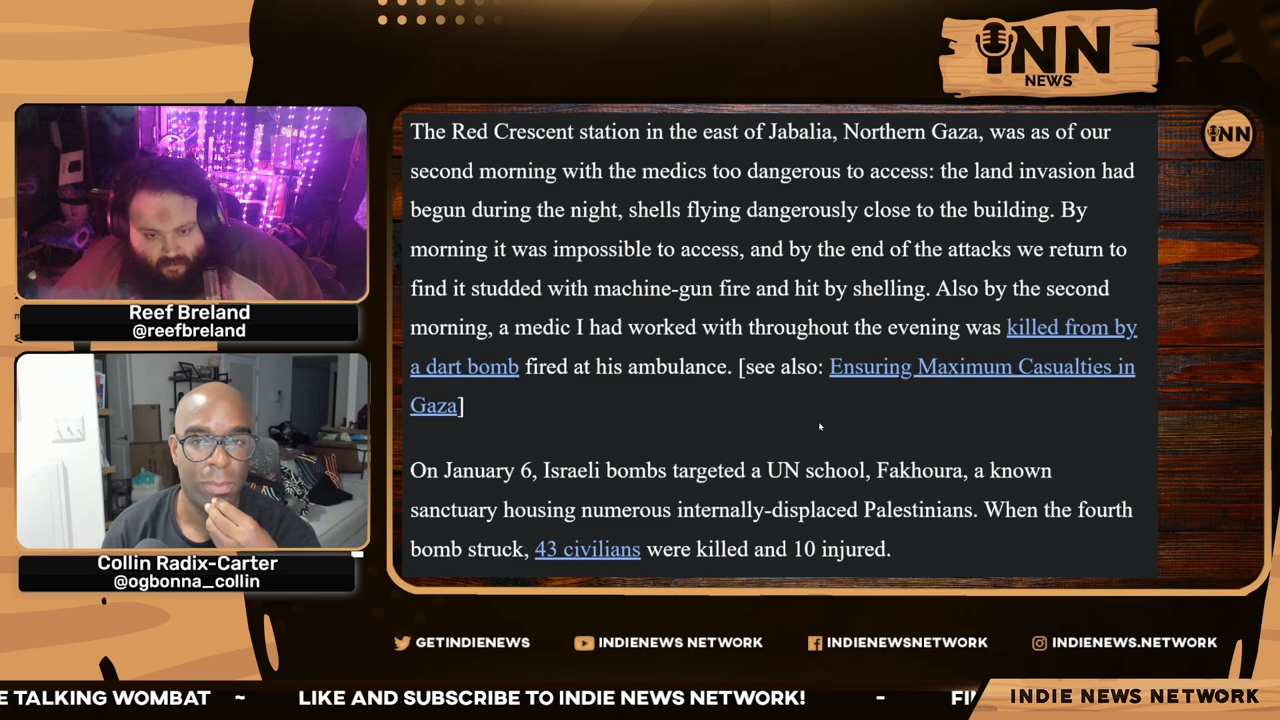 iNN
NEWS
iNN
The Red Crescent station in the east of Jabalia, Northern Gaza, was as of our
second morning with the medics too dangerous to access: the land invasion had
begun during the night, shells flying dangerously close to the building. By
morning it was impossible to access, and by the end of the attacks we return to
find it studded with machine-gun fire and hit by shelling. Also by the second
morning, a medic I had worked with throughout the evening was killed from by
a dart bomb fired at his ambulance. [see also: Ensuring Maximum Casualties in
Gaza]
On January 6, Israeli bombs targeted a UN school, Fakhoura, a known
sanctuary housing numerous internally-displaced Palestinians. When the fourth
bomb struck, 43 civilians were killed and 10 injured.
Reef Breland
@reefbreland
Collin Radix-Carter
@ogbonna_collin
GETINDIENEWS
INDIENEWS NETWORK
INDIENEWSNETWORK
INDIENEWS.NETWORK
TALKING WOMBAT ~ LIKE AND SUBSCRIBE TO INDIE NEWS NETWORK! -
INDIE NEWS NETWORK